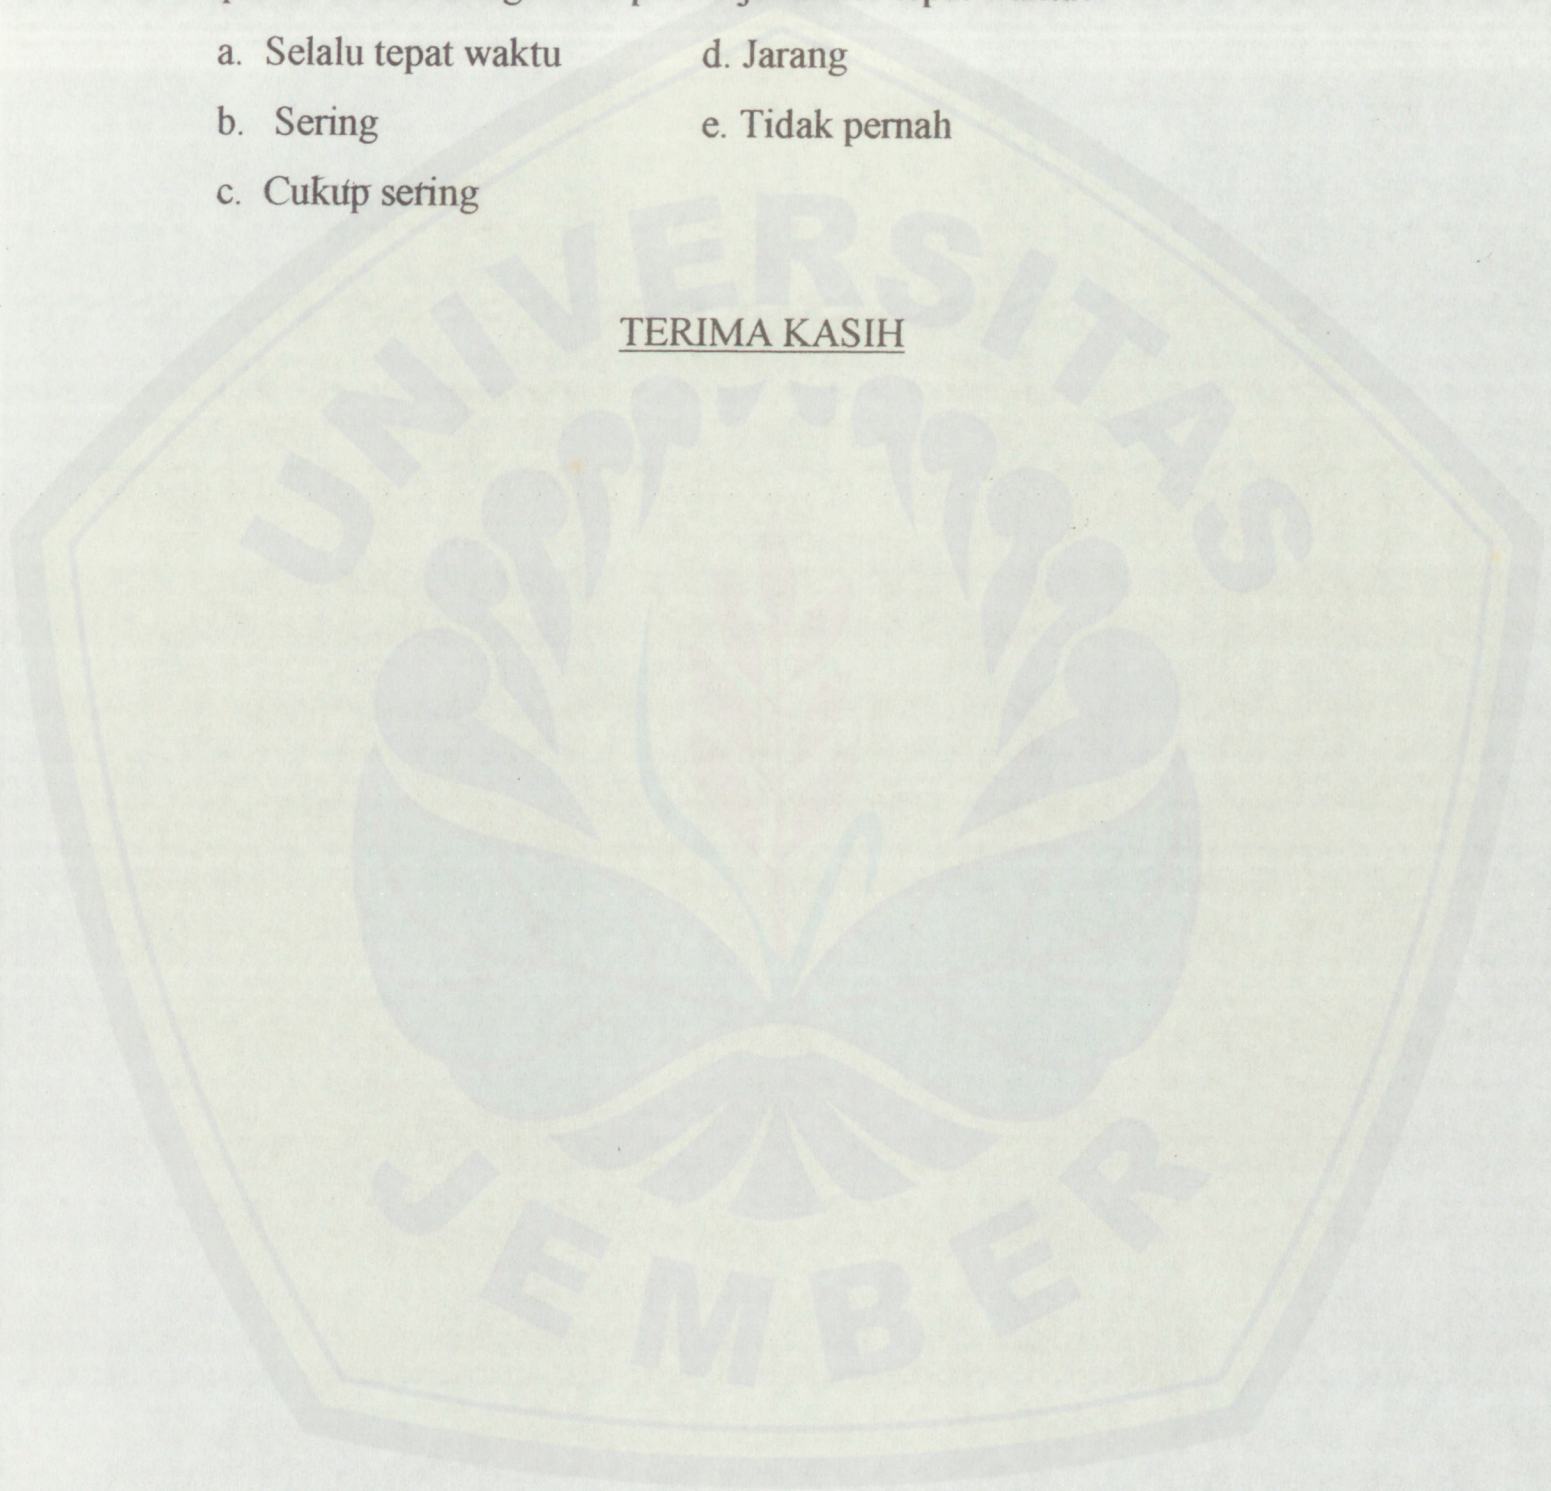 a. Selalu tepat waktu d. Jarang
b. Sering e. Tidak pernah
c. Cukup sering
TERIMA KASIH
UNIVERSITAS
JEMBER